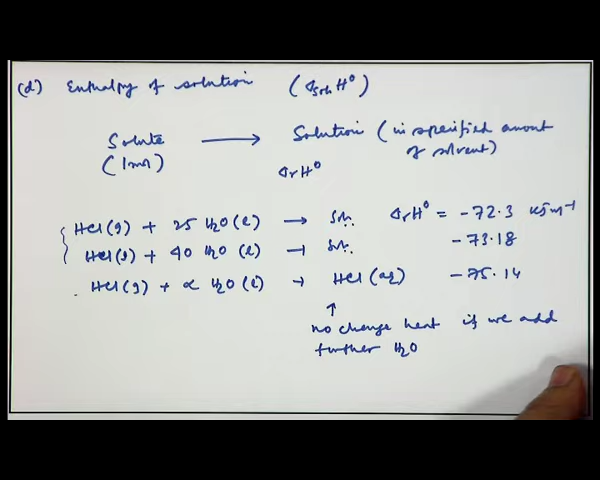 (d) Enthalpy of solution (ΔsolH°)
Solute → Solution (in specified amount
(1mol) of solvent)
ΔrH°
HCl(g) + 25 H2O(l) → Sol. ΔrH° = -72.3 kJm-1
HCl(g) + 40 H2O(l) → Sol. -73.18
HCl(g) + ∝ H2O(l) → HCl(aq) -75.14
↑
no change heat if we add
further H2O